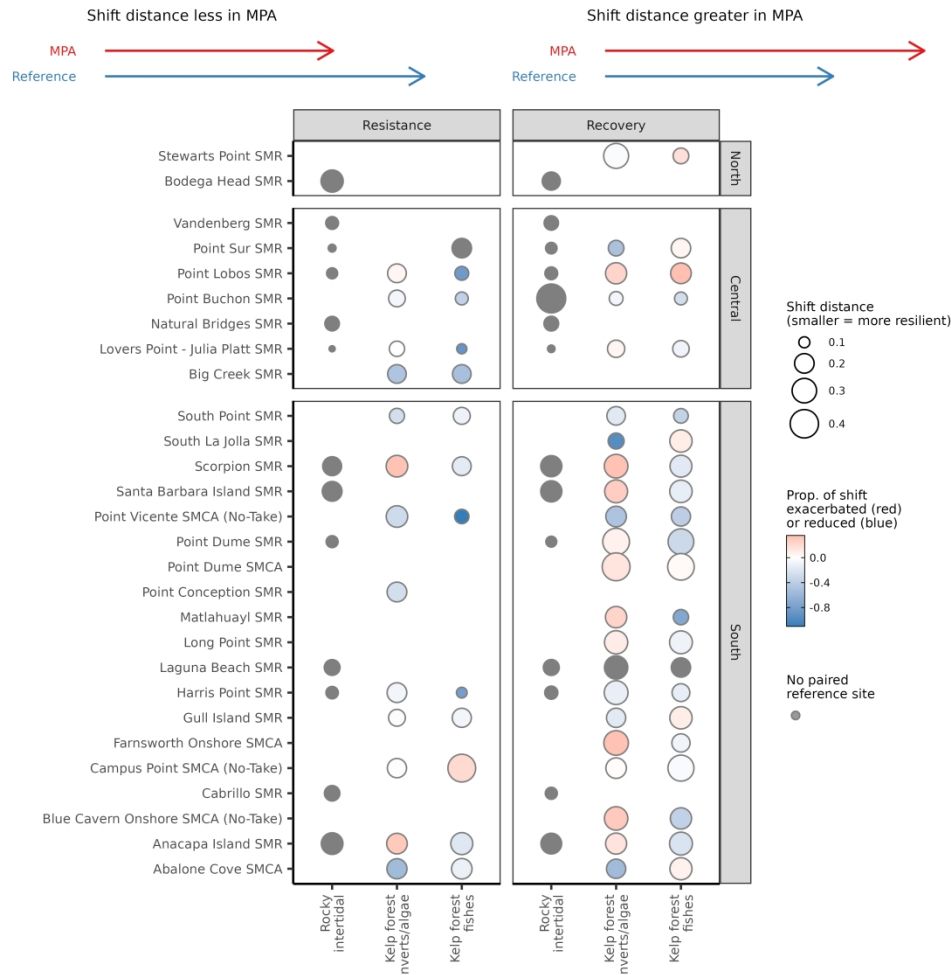 Shift distance less in MPA
Shift distance greater in MPA
MPA
MPA
Reference
Reference
Resistance
Recovery
Stewarts Point SMR
Bodega Head SMR
North
Vandenberg SMR
Point Sur SMR
Point Lobos SMR
Point Buchon SMR
Natural Bridges SMR
Lovers Point - Julia Platt SMR
Big Creek SMR
Central
South Point SMR
South La Jolla SMR
Scorpion SMR
Santa Barbara Island SMR
Point Vicente SMCA (No-Take)
Point Dume SMR
Point Dume SMCA
Point Conception SMR
Matlahuayl SMR
Long Point SMR
Laguna Beach SMR
Harris Point SMR
Gull Island SMR
Farnsworth Onshore SMCA
Campus Point SMCA (No-Take)
Cabrillo SMR
Blue Cavern Onshore SMCA (No-Take)
Anacapa Island SMR
Abalone Cove SMCA
South
Rocky
intertidal
Kelp forest
nverts/algae
Kelp forest
fishes
Rocky
intertidal
Kelp forest
nverts/algae
Kelp forest
fishes
Shift distance
(smaller = more resilient)
0.1
0.2
0.3
0.4
Prop. of shift
exacerbated (red)
or reduced (blue)
0.0
-0.4
-0.8
No paired
reference site